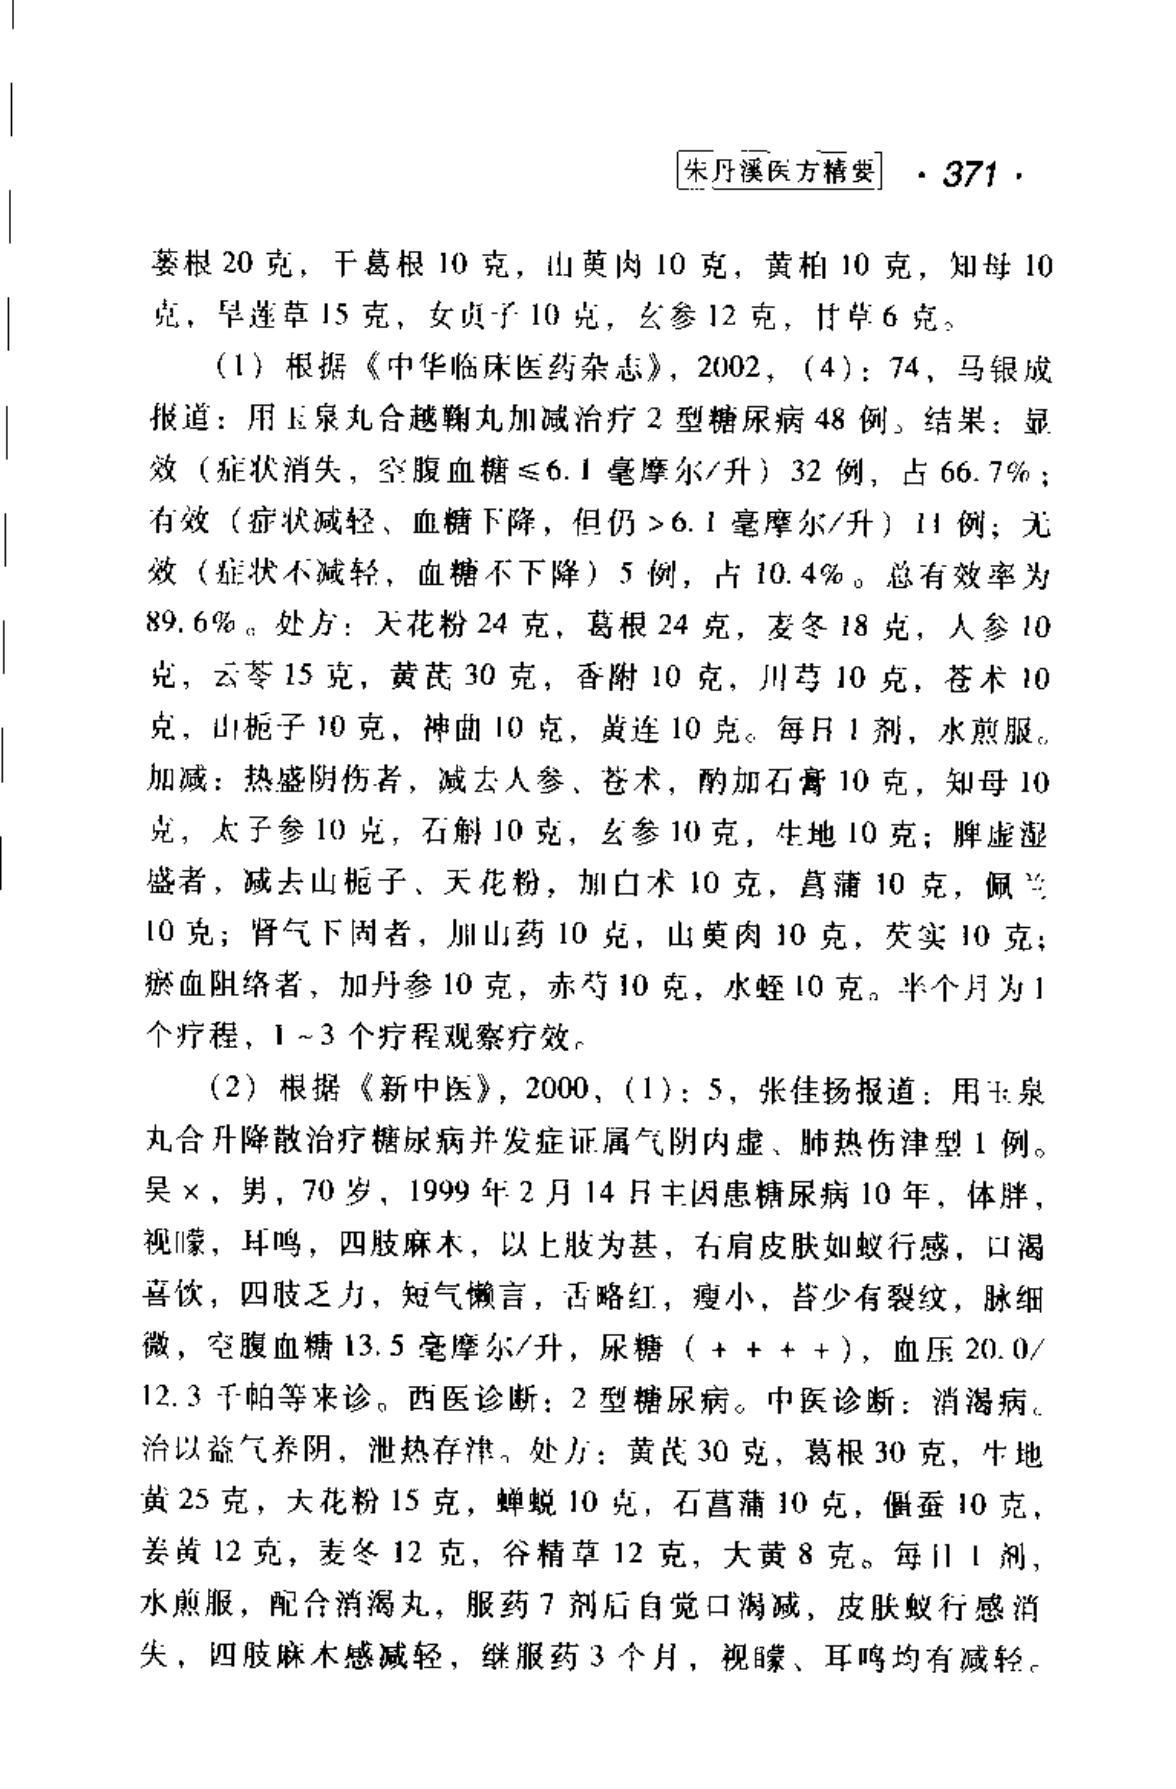 朱丹溪医方精要 · 371 ·
蒌根 20 克，干葛根 10 克，山萸肉 10 克，黄柏 10 克，知母 10
克，旱莲草 15 克，女贞子 10 克，玄参 12 克，甘草 6 克。
（1）根据《中华临床医药杂志》，2002，（4）：74，马银成
报道：用玉泉丸合越鞠丸加减治疗 2 型糖尿病 48 例。结果：显
效（症状消失，空腹血糖≤6.1 毫摩尔/升）32 例，占 66.7%；
有效（症状减轻、血糖下降，但仍>6.1 毫摩尔/升）11 例；无
效（症状不减轻，血糖不下降）5 例，占 10.4%。总有效率为
89.6%。处方：天花粉 24 克，葛根 24 克，麦冬 18 克，人参 10
克，云苓 15 克，黄芪 30 克，香附 10 克，川芎 10 克，苍术 10
克，山栀子 10 克，神曲 10 克，黄连 10 克。每日 1 剂，水煎服。
加减：热盛阴伤者，减去人参、苍术，酌加石膏 10 克，知母 10
克，太子参 10 克，石斛 10 克，玄参 10 克，生地 10 克；脾虚湿
盛者，减去山栀子、天花粉，加白术 10 克，菖蒲 10 克，佩兰
10 克；肾气下固者，加山药 10 克，山萸肉 10 克，芡实 10 克；
瘀血阻络者，加丹参 10 克，赤芍 10 克，水蛭 10 克。半个月为 1
个疗程，1～3 个疗程观察疗效。
（2）根据《新中医》，2000，（1）：5，张佳扬报道：用玉泉
丸合升降散治疗糖尿病并发症证属气阴内虚、肺热伤津型 1 例。
吴×，男，70 岁，1999 年 2 月 14 日主因患糖尿病 10 年，体胖，
视曚，耳鸣，四肢麻木，以上肢为甚，右肩皮肤如蚁行感，口渴
喜饮，四肢乏力，短气懒言，舌略红，瘦小，苔少有裂纹，脉细
微，空腹血糖 13.5 毫摩尔/升，尿糖（＋＋＋＋），血压 20.0/
12.3 千帕等来诊。西医诊断：2 型糖尿病。中医诊断：消渴病。
治以益气养阴，泄热存津。处方：黄芪 30 克，葛根 30 克，生地
黄 25 克，大花粉 15 克，蝉蜕 10 克，石菖蒲 10 克，僵蚕 10 克，
姜黄 12 克，麦冬 12 克，谷精草 12 克，大黄 8 克。每日 1 剂，
水煎服，配合消渴丸，服药 7 剂后自觉口渴减，皮肤蚁行感消
失，四肢麻木感减轻，继服药 3 个月，视矇、耳鸣均有减轻。